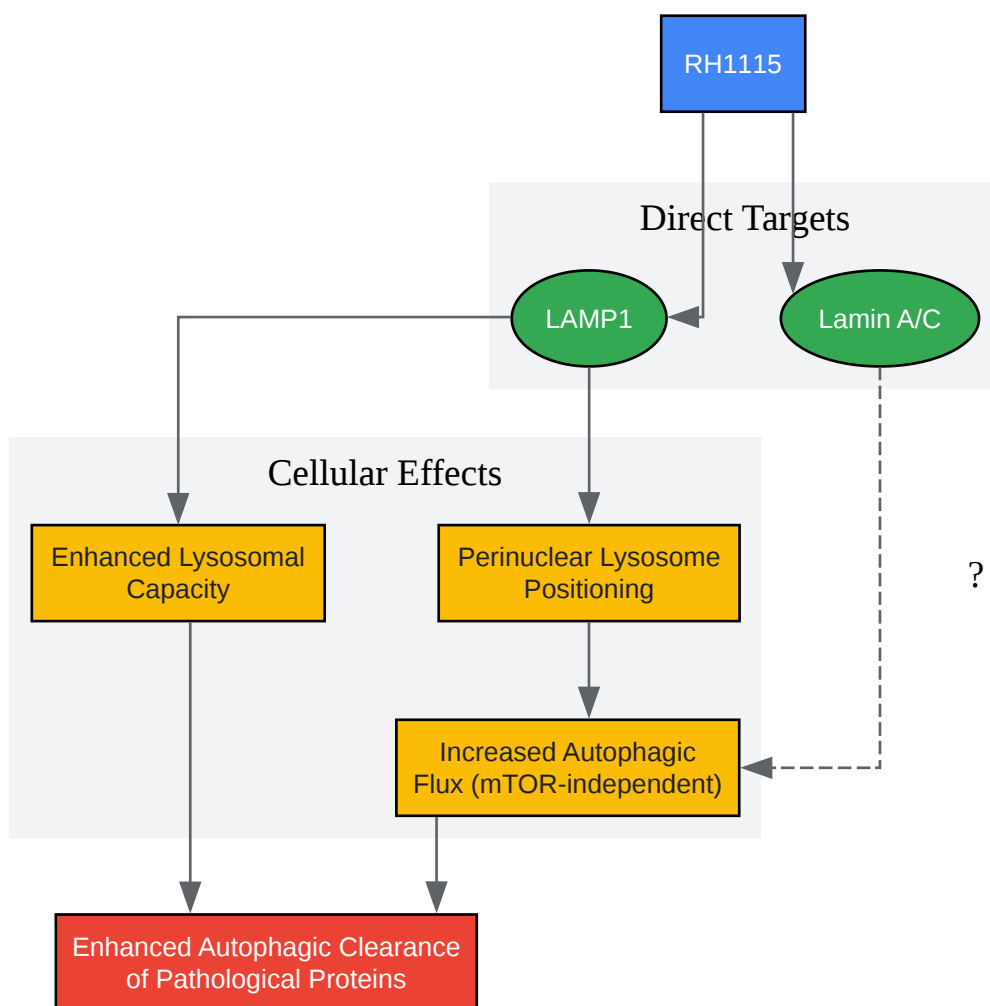 RH1115
Direct Targets
LAMP1
Lamin A/C
Cellular Effects
Enhanced Lysosomal
Capacity
Perinuclear Lysosome
Positioning
?
Increased Autophagic
Flux (mTOR-independent)
Enhanced Autophagic Clearance
of Pathological Proteins